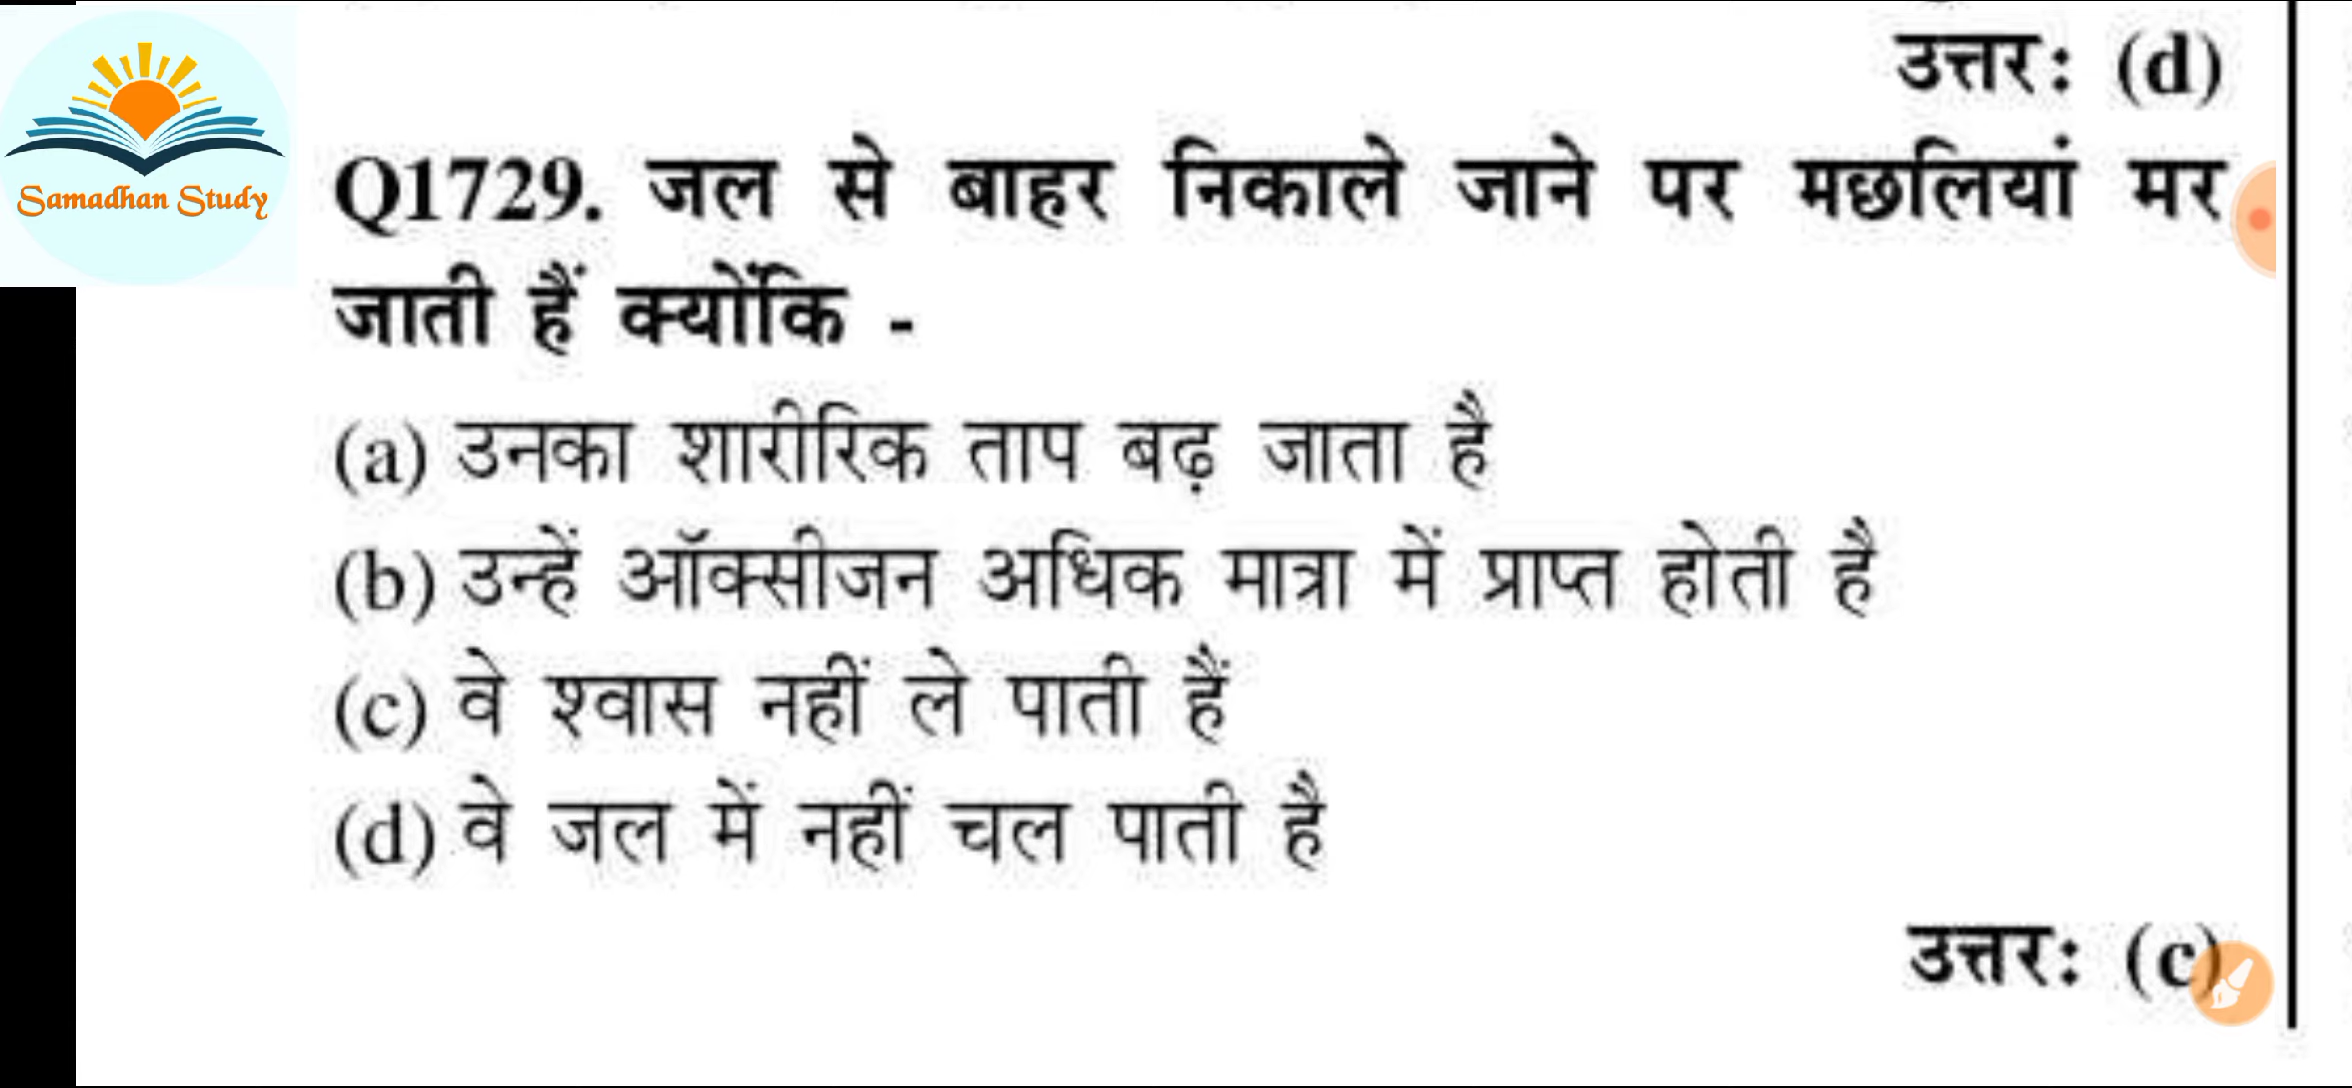 उत्तरः (d)
Samadhan Study
Q1729. जल से बाहर निकाले जाने पर मछलियां मर
जाती हैं क्योंकि -
(a) उनका शारीरिक ताप बढ़ जाता है
(b) उन्हें ऑक्सीजन अधिक मात्रा में प्राप्त होती है
(c) वे श्वास नहीं ले पाती हैं
(d) वे जल में नहीं चल पाती है
उत्तरः (c)